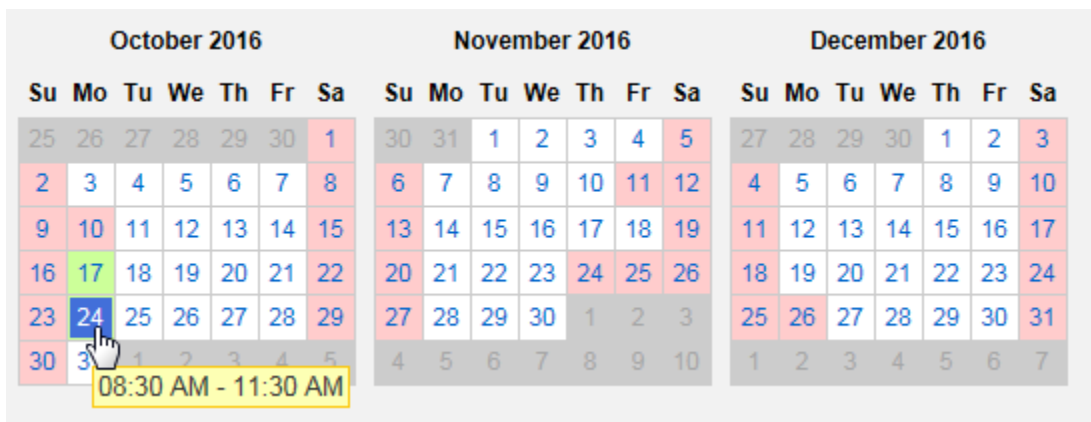 October 2016 November 2016 December 2016
Su Mo Tu We Th Fr Sa Su Mo Tu We Th Fr Sa Su Mo Tu We Th Fr Sa
25 26 27 28 29 30 1 30 31 1 2 3 4 5 27 28 29 30 1 2 3
2 3 4 5 6 7 8 6 7 8 9 10 11 12 4 5 6 7 8 9 10
9 10 11 12 13 14 15 13 14 15 16 17 18 19 11 12 13 14 15 16 17
16 17 18 19 20 21 22 20 21 22 23 24 25 26 18 19 20 21 22 23 24
23 24 25 26 27 28 29 27 28 29 30 1 2 3 25 26 27 28 29 30 31
30 3 1 2 3 4 5 4 5 6 7 8 9 10 1 2 3 4 5 6 7
08:30 AM - 11:30 AM